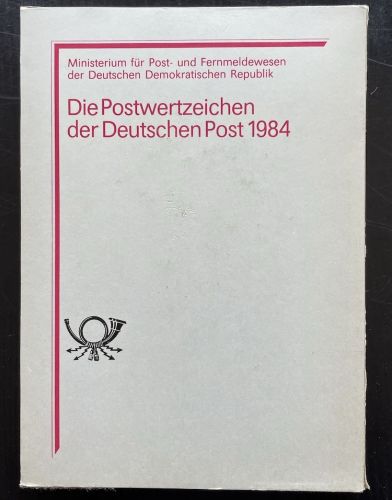 Ministerium für Post- und Fernmeldewesen
der Deutschen Demokratischen Republik
Die Postwertzeichen
der Deutschen Post 1984